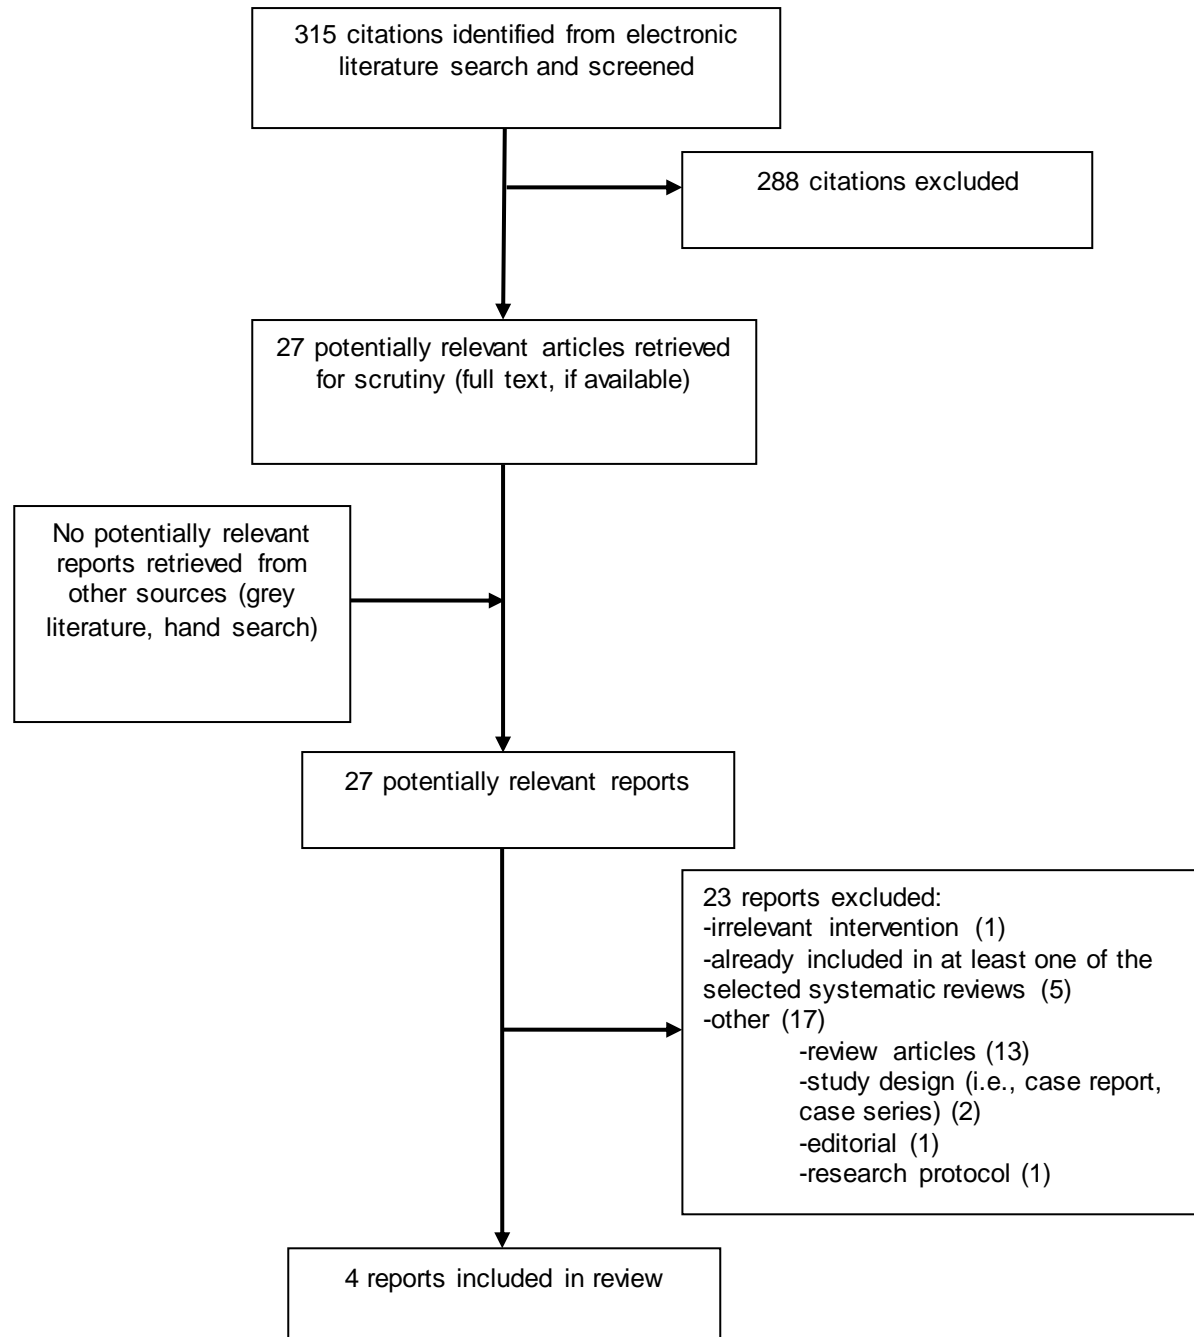 315 citations identified from electronic
literature search and screened
288 citations excluded
27 potentially relevant articles retrieved
for scrutiny (full text, if available)
No potentially relevant
reports retrieved from
other sources (grey
literature, hand search)
27 potentially relevant reports
23 reports excluded:
-irrelevant intervention (1)
-already included in at least one of the
selected systematic reviews (5)
-other (17)
-review articles (13)
-study design (i.e., case report,
case series) (2)
-editorial (1)
-research protocol (1)
4 reports included in review